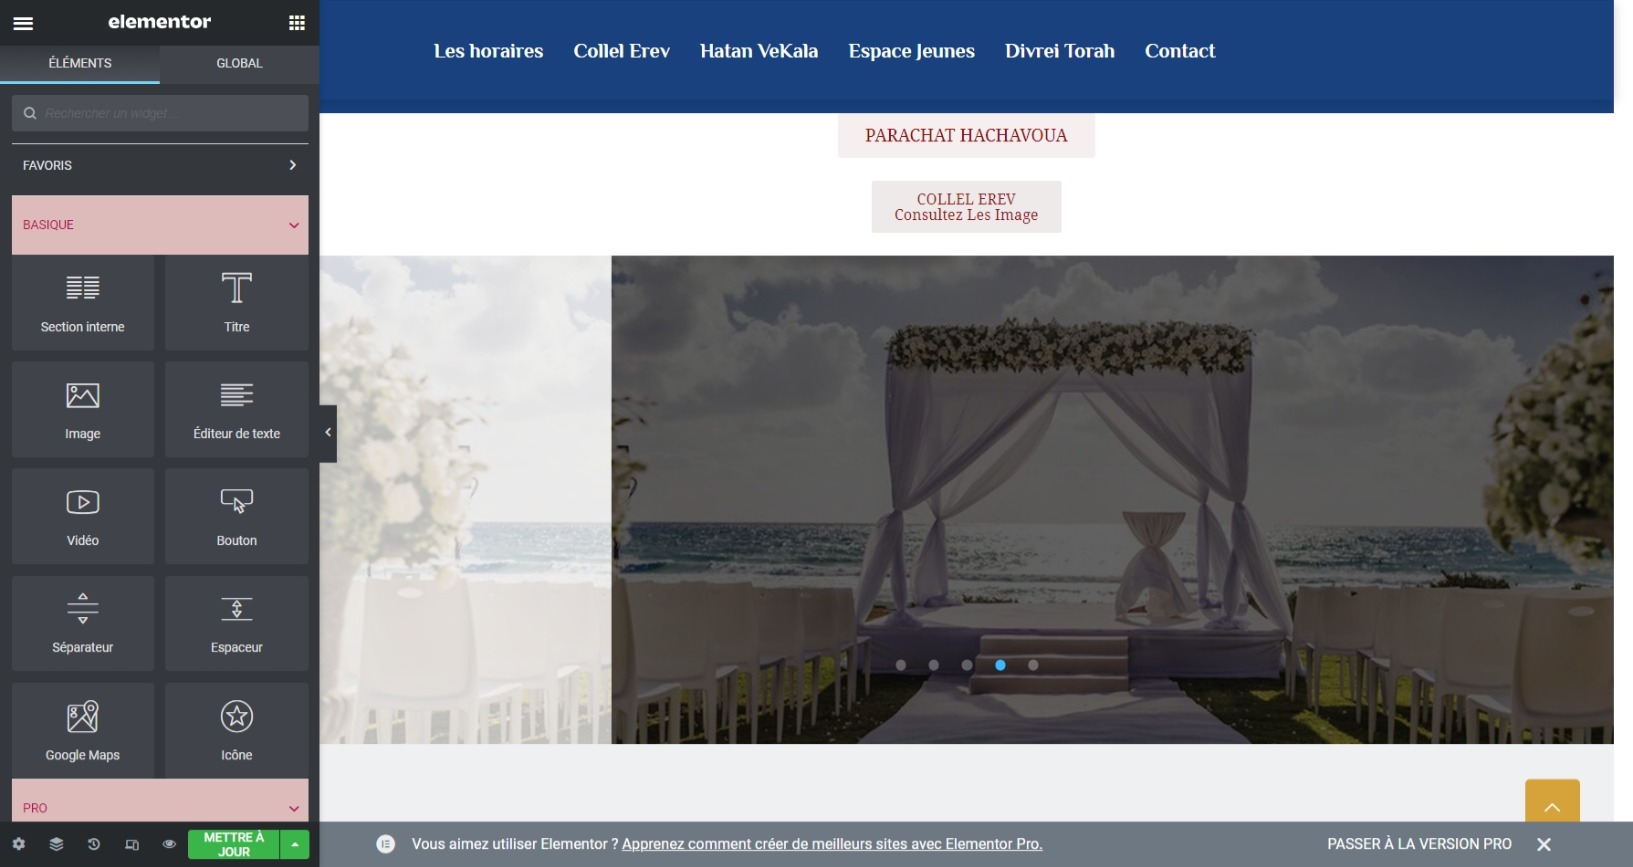 elementor
ÉLÉMENTS
GLOBAL
Rechercher un widget...
FAVORIS
BASIQUE
Section interne
Titre
Image
Éditeur de texte
Vidéo
Bouton
Séparateur
Espaceur
Google Maps
Icône
PRO
METTRE À
JOUR
Les horaires
Collel Erev
Hatan VeKala
Espace Jeunes
Divrei Torah
Contact
PARACHAT HACHAVOUA
COLLEL EREV
Consultez Les Image
Vous aimez utiliser Elementor ? Apprenez comment créer de meilleurs sites avec Elementor Pro.
PASSER À LA VERSION PRO